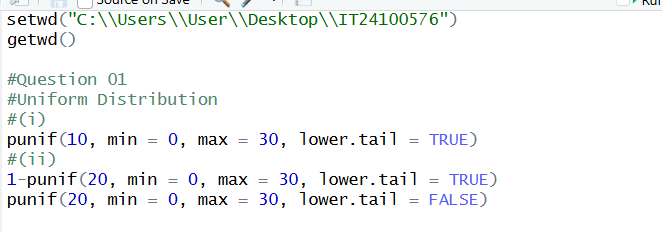 Source on Save
Run
setwd("C:\\Users\\User\\Desktop\\IT24100576")
getwd()
#Question 01
#Uniform Distribution
#(i)
punif(10, min = 0, max = 30, lower.tail = TRUE)
#(ii)
1-punif(20, min = 0, max = 30, lower.tail = TRUE)
punif(20, min = 0, max = 30, lower.tail = FALSE)